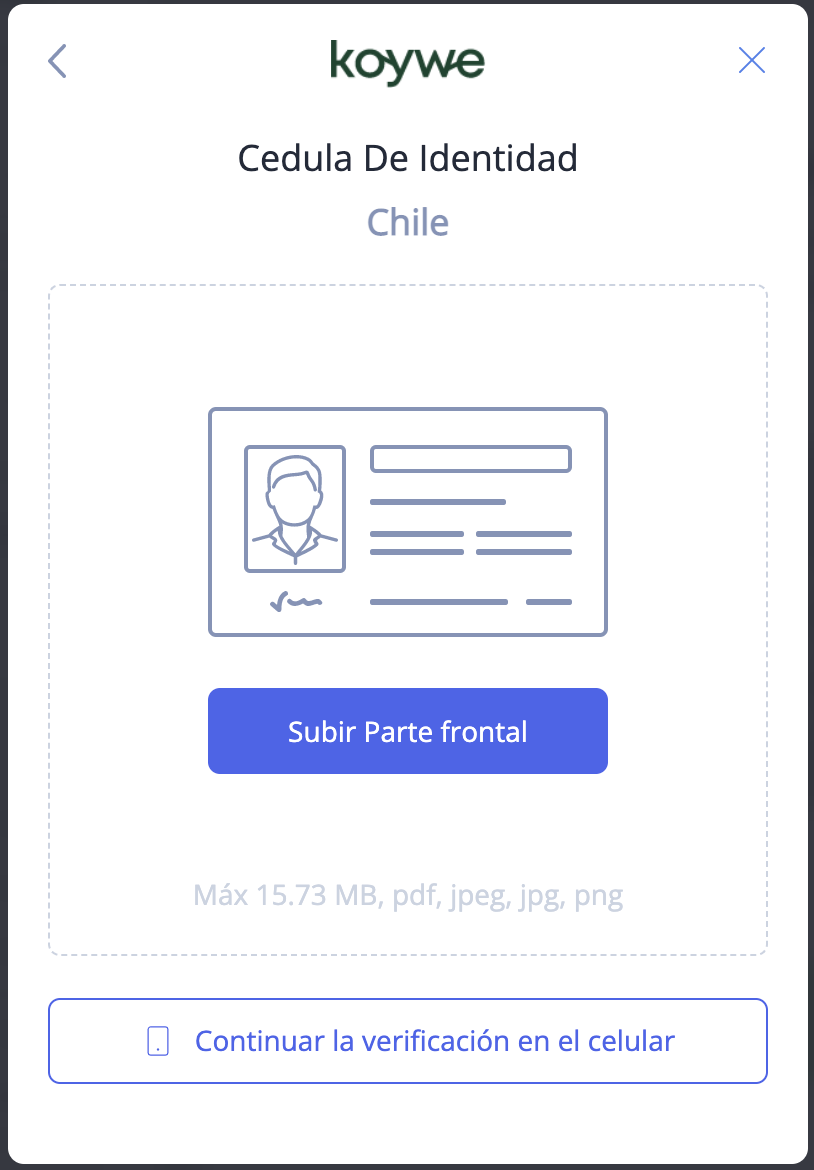 koywe
Cedula De Identidad
Chile
Subir Parte frontal
Máx 15.73 MB, pdf, jpeg, jpg, png
Continuar la verificación en el celular